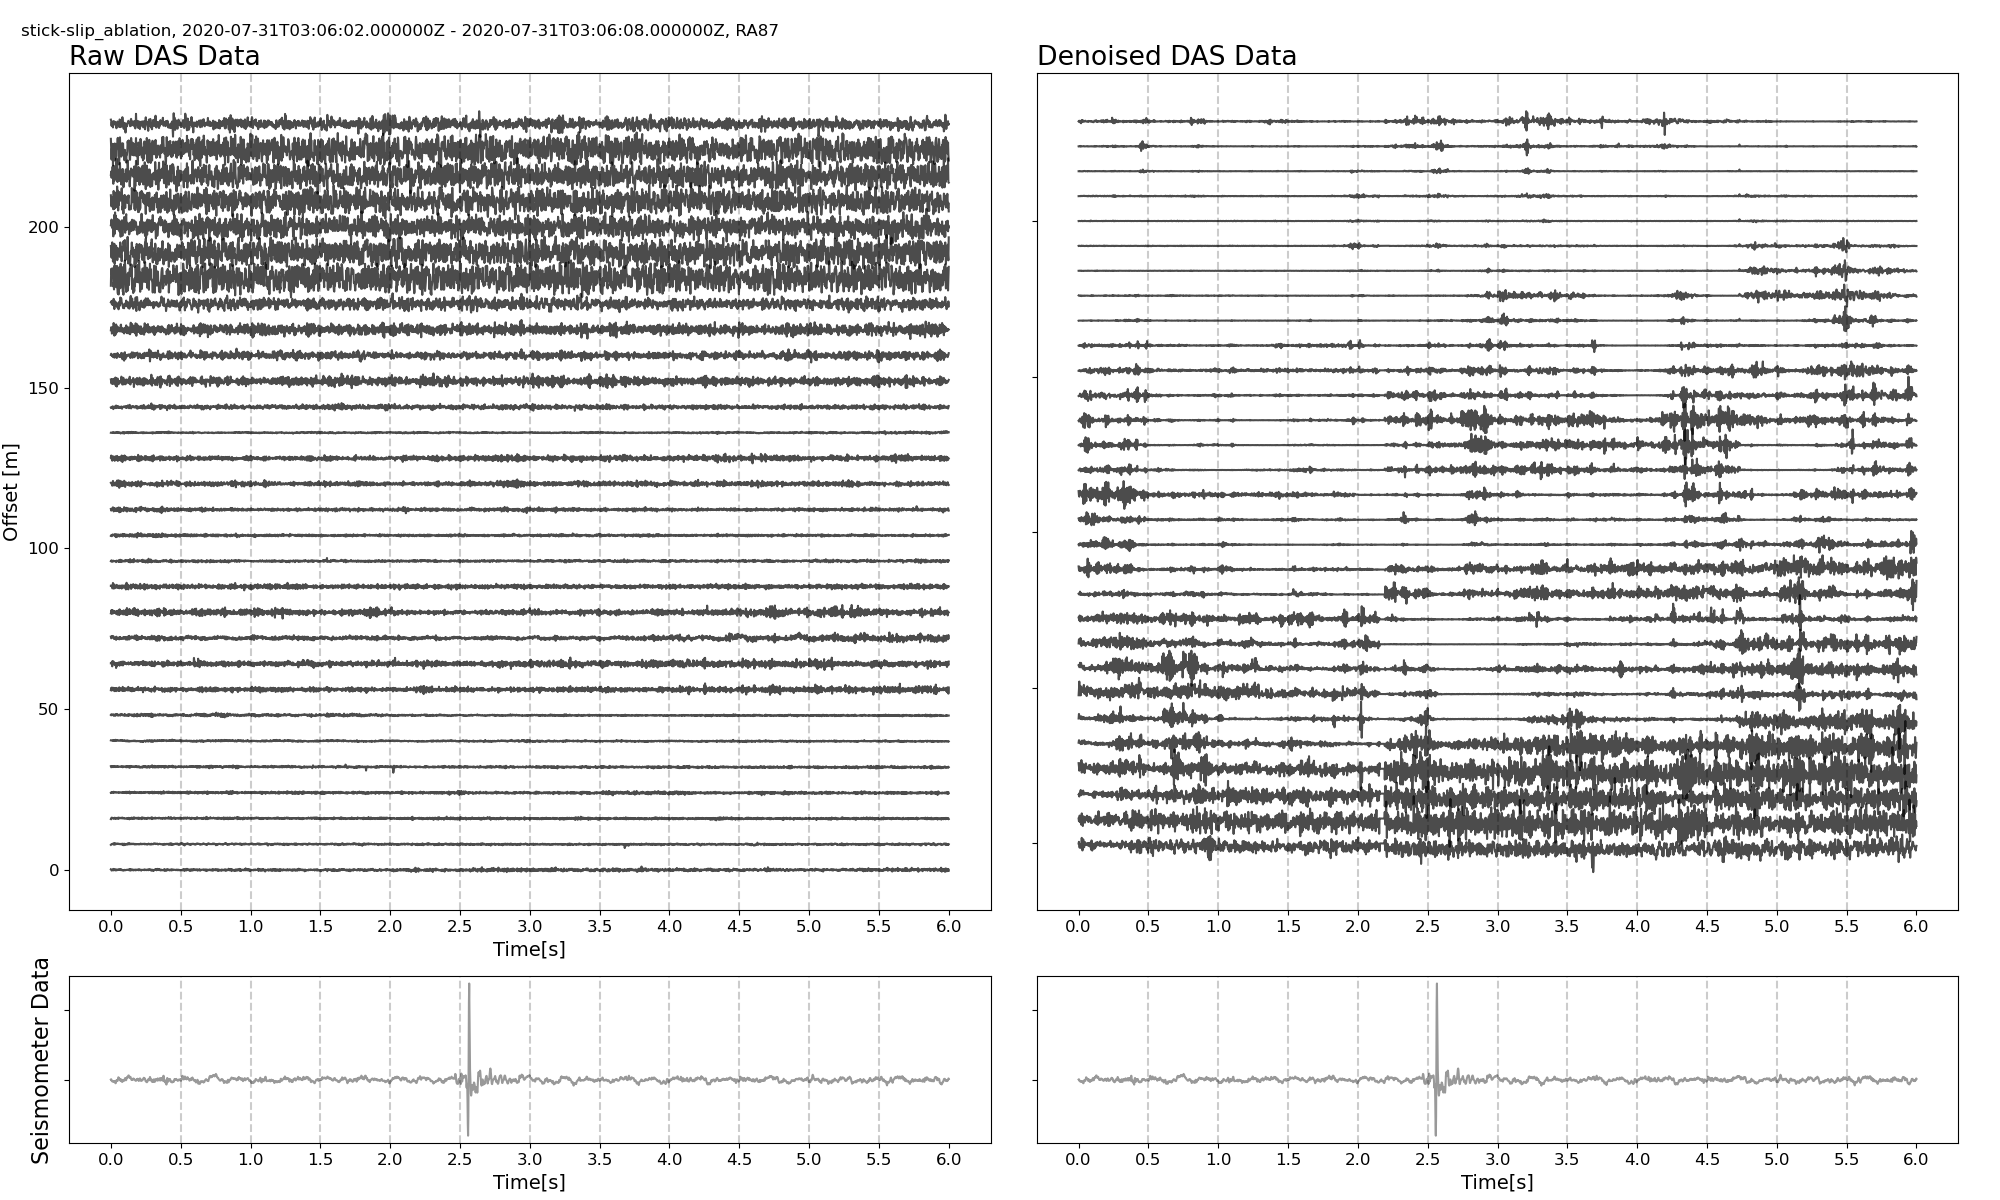 stick-slip_ablation, 2020-07-31T03:06:02.000000Z - 2020-07-31T03:06:08.000000Z, RA87
Raw DAS Data
Denoised DAS Data
Offset [m]
200
150
100
50
0
0.0 0.5 1.0 1.5 2.0 2.5 3.0 3.5 4.0 4.5 5.0 5.5 6.0
Time[s]
0.0 0.5 1.0 1.5 2.0 2.5 3.0 3.5 4.0 4.5 5.0 5.5 6.0
Seismometer Data
0.0 0.5 1.0 1.5 2.0 2.5 3.0 3.5 4.0 4.5 5.0 5.5 6.0
Time[s]
0.0 0.5 1.0 1.5 2.0 2.5 3.0 3.5 4.0 4.5 5.0 5.5 6.0
Time[s]